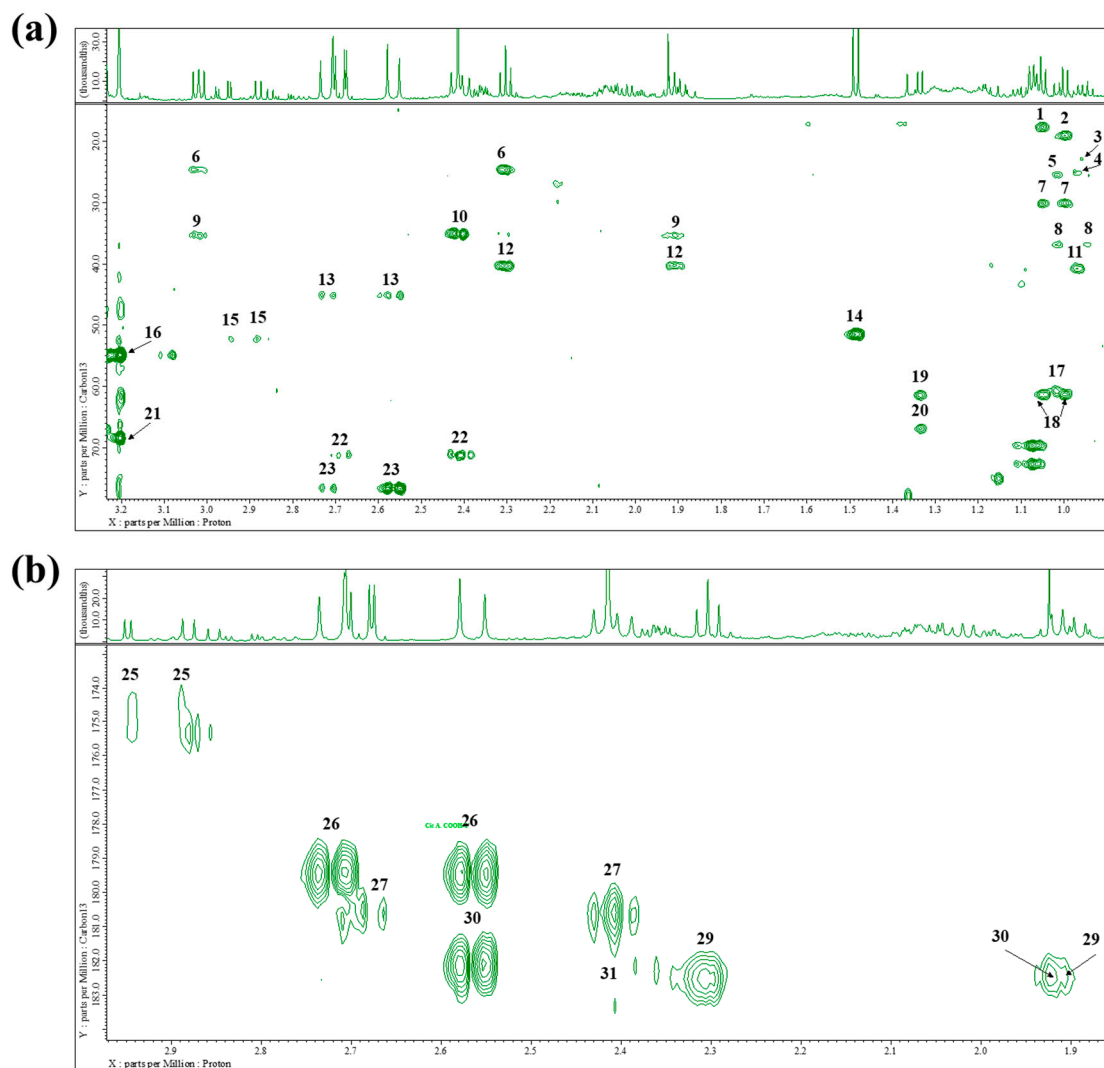 (a)
(thousandths)
10.0 30.0
1 2
3
4
6 6 5
7 7
9 10 9 8 8
12 12 11
13 13
15 15 14
16
19 17
21 20 18
22 22
23 23
20.0 30.0 40.0 50.0 60.0 70.0
Y : parts per Million : Carbon13
3.2 3.1 3.0 2.9 2.8 2.7 2.6 2.5 2.4 2.3 2.2 2.1 2.0 1.9 1.8 1.7 1.6 1.5 1.4 1.3 1.2 1.1 1.0
X : parts per Million : Proton
(b)
(thousandths)
10.0 20.0
25 25
26 26
27 27
30 29 30 29
31
174.0 175.0 176.0 177.0 178.0 179.0 180.0 181.0 182.0 183.0
Y : parts per Million : Carbon13
2.9 2.8 2.7 2.6 2.5 2.4 2.3 2.2 2.1 2.0 1.9
X : parts per Million : Proton